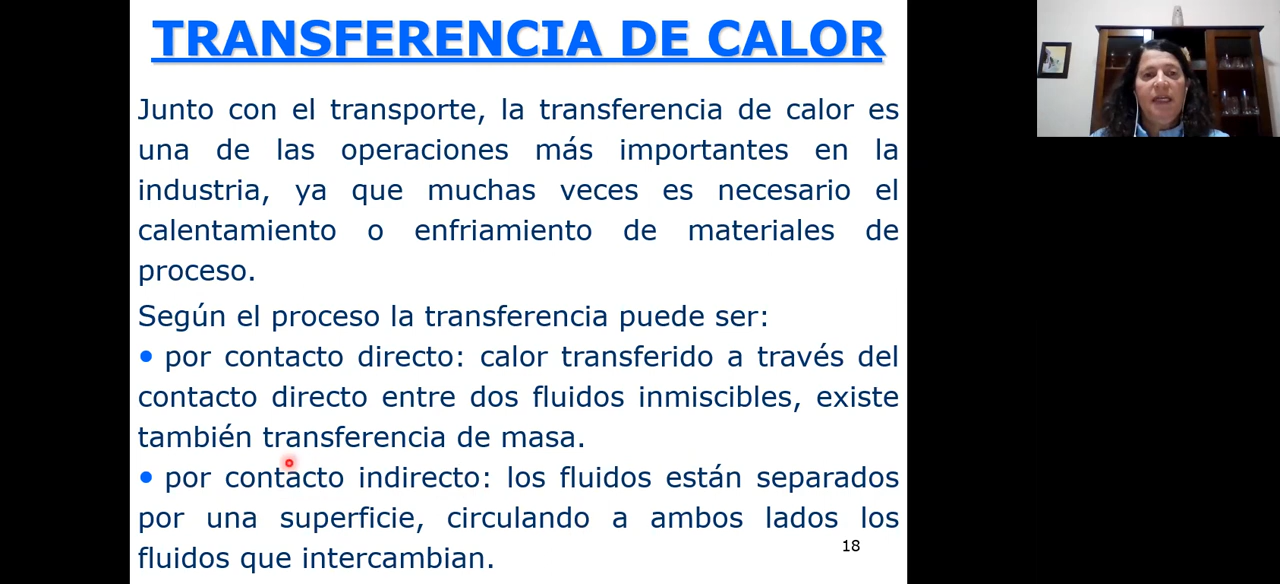 TRANSFERENCIA DE CALOR
Junto con el transporte, la transferencia de calor es
una de las operaciones más importantes en la
industria, ya que muchas veces es necesario el
calentamiento o enfriamiento de materiales de
proceso.
Según el proceso la transferencia puede ser:
• por contacto directo: calor transferido a través del
contacto directo entre dos fluidos inmiscibles, existe
también transferencia de masa.
• por contacto indirecto: los fluidos están separados
por una superficie, circulando a ambos lados los
fluidos que intercambian.
18